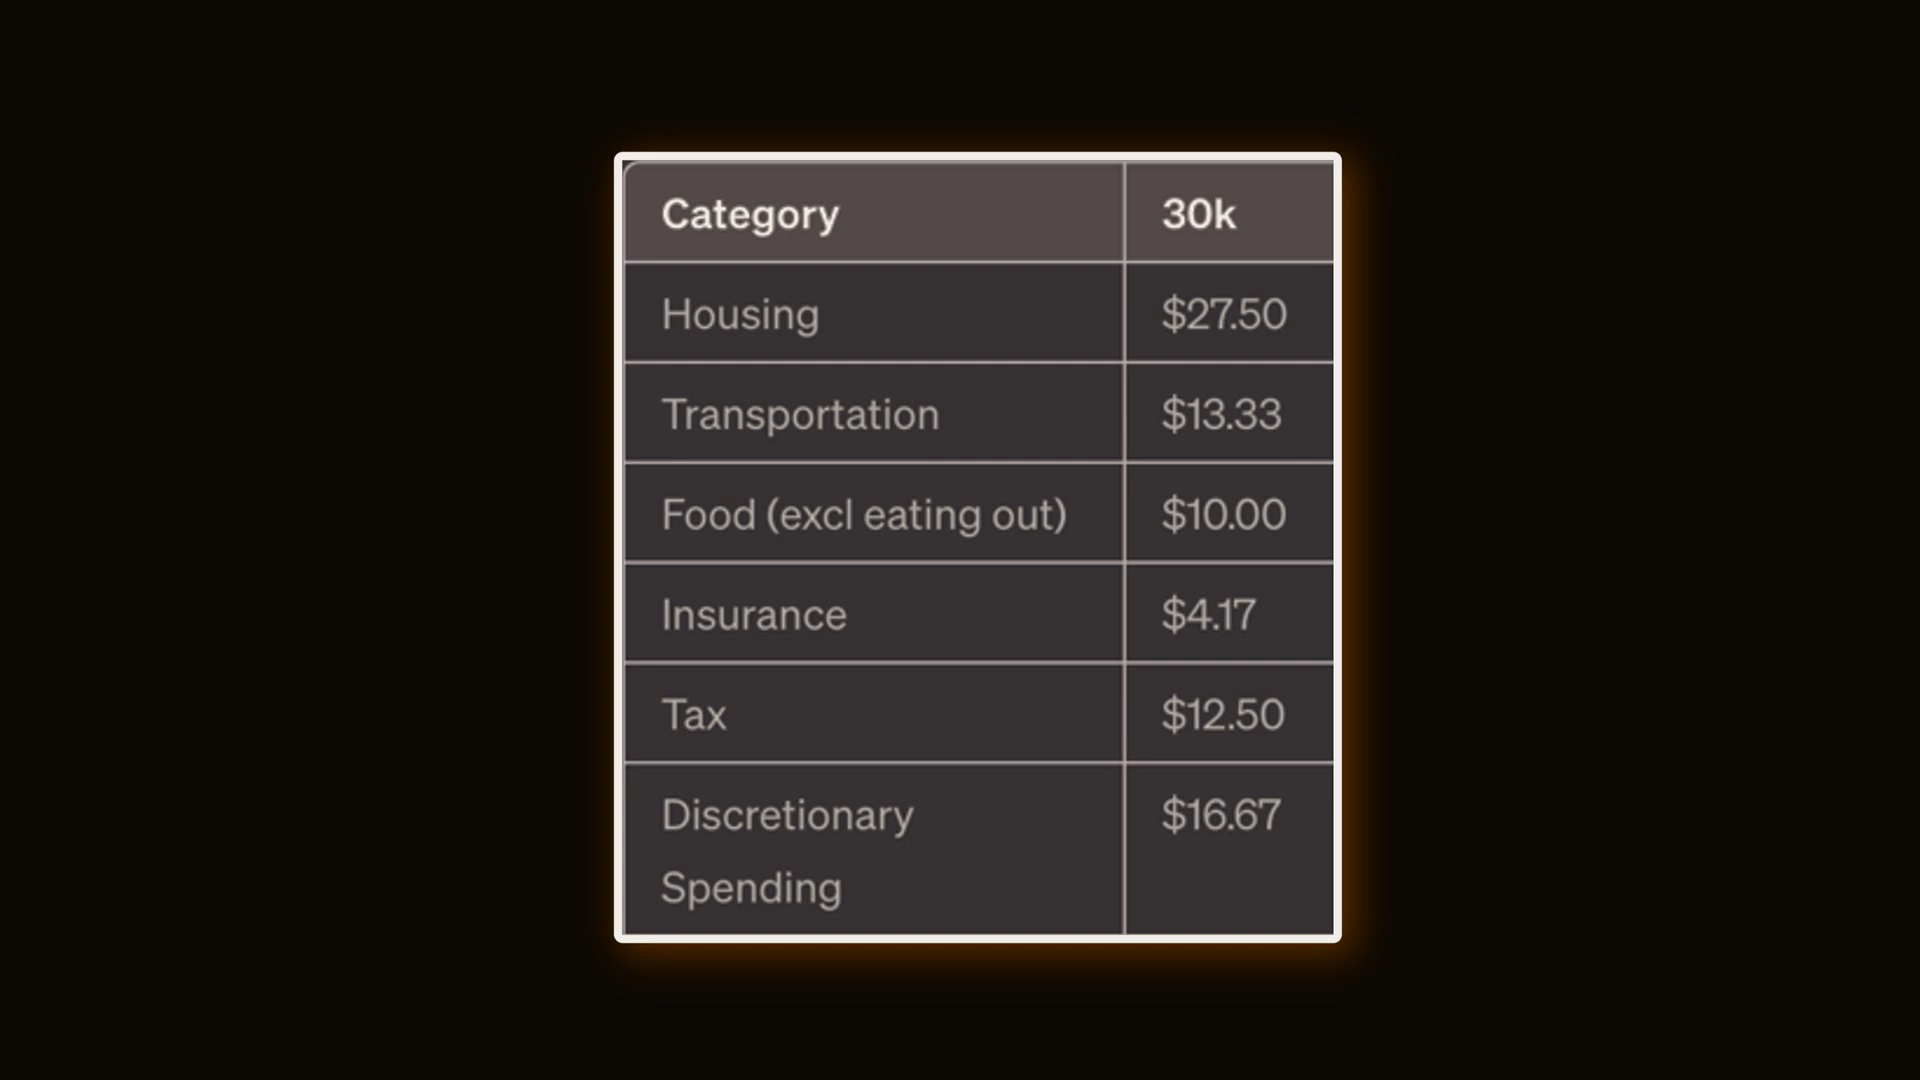 Category 30k
Housing $27.50
Transportation $13.33
Food (excl eating out) $10.00
Insurance $4.17
Tax $12.50
Discretionary $16.67
Spending